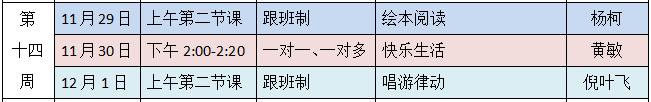 第十四周
11月29日 上午第二节课 跟班制 绘本阅读 杨柯
11月30日 下午2:00-2:20 一对一、一对多 快乐生活 黄敏
12月1日 上午第二节课 跟班制 唱游律动 倪叶飞